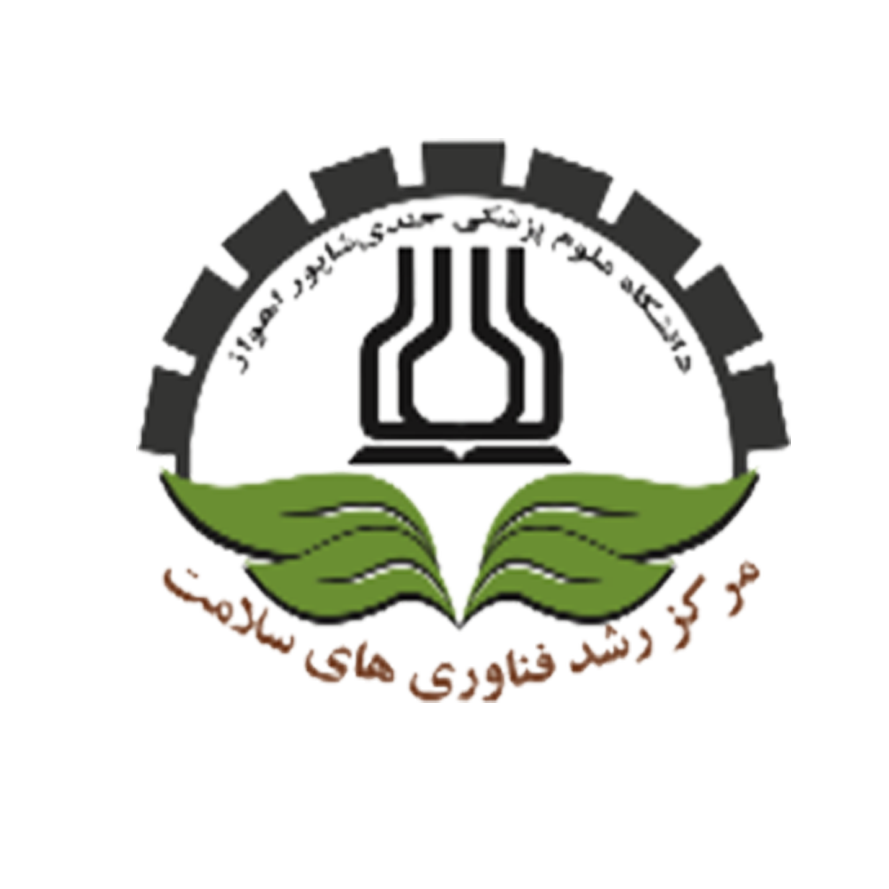 دانشگاه علوم پزشکی جندی‌شاپور اهواز
مرکز رشد فناوری های سلامت